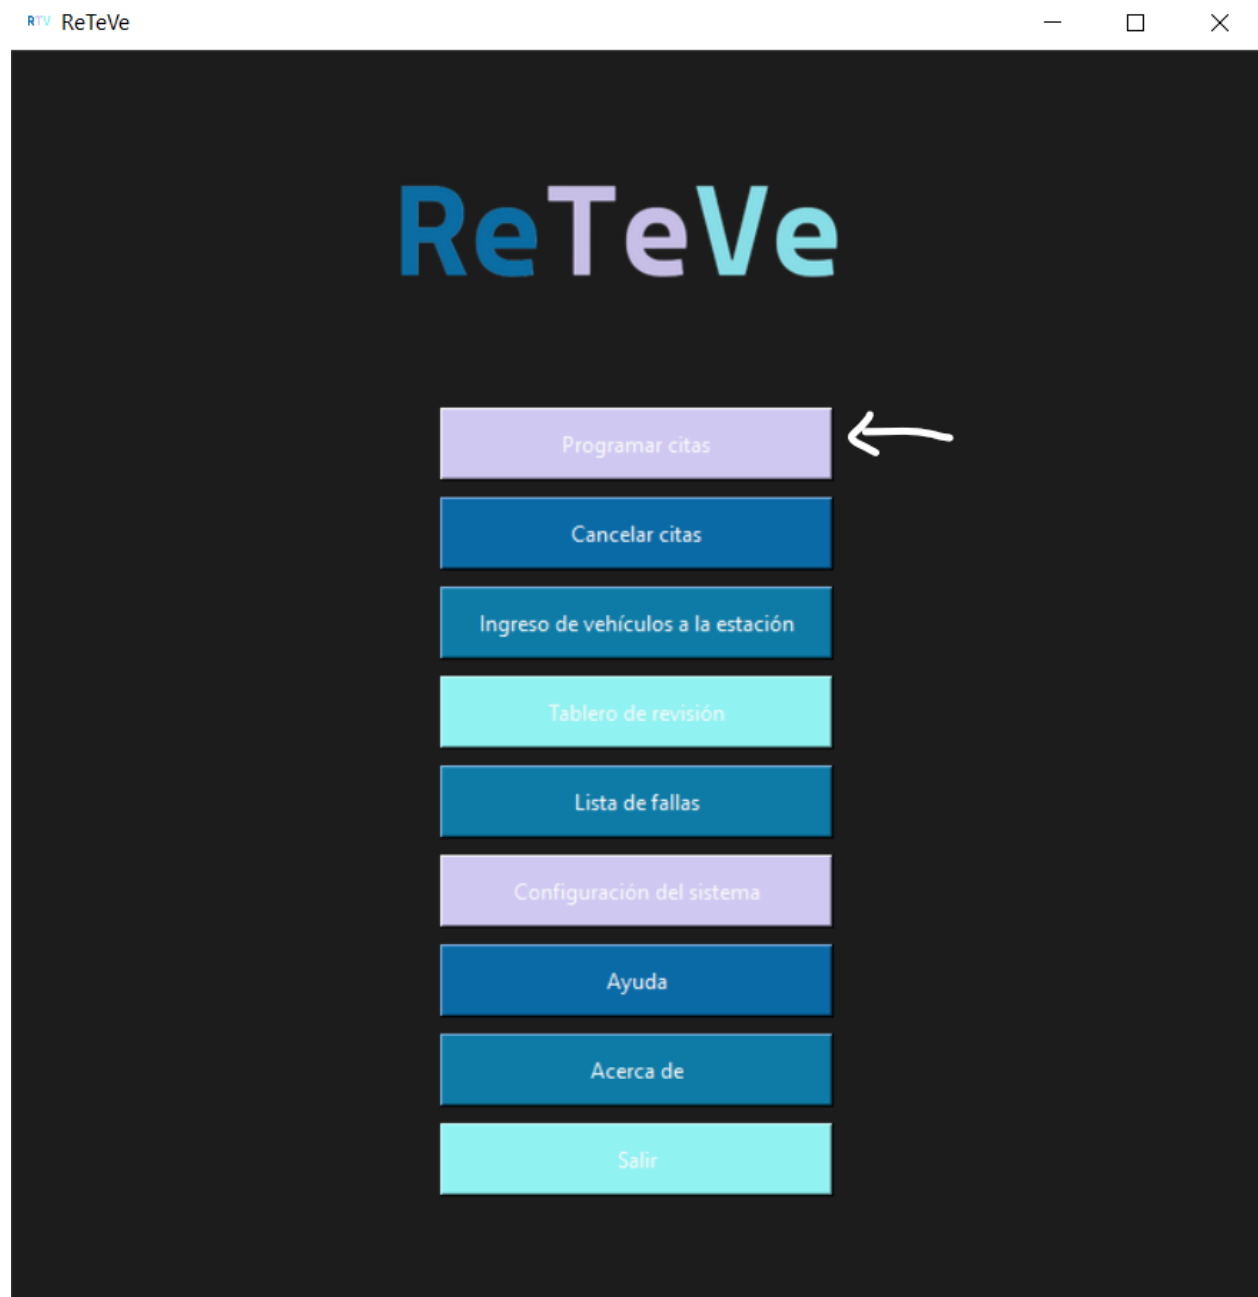 RTV ReTeVe
ReTeVe
Programar citas
Cancelar citas
Ingreso de vehículos a la estación
Tablero de revisión
Lista de fallas
Configuración del sistema
Ayuda
Acerca de
Salir